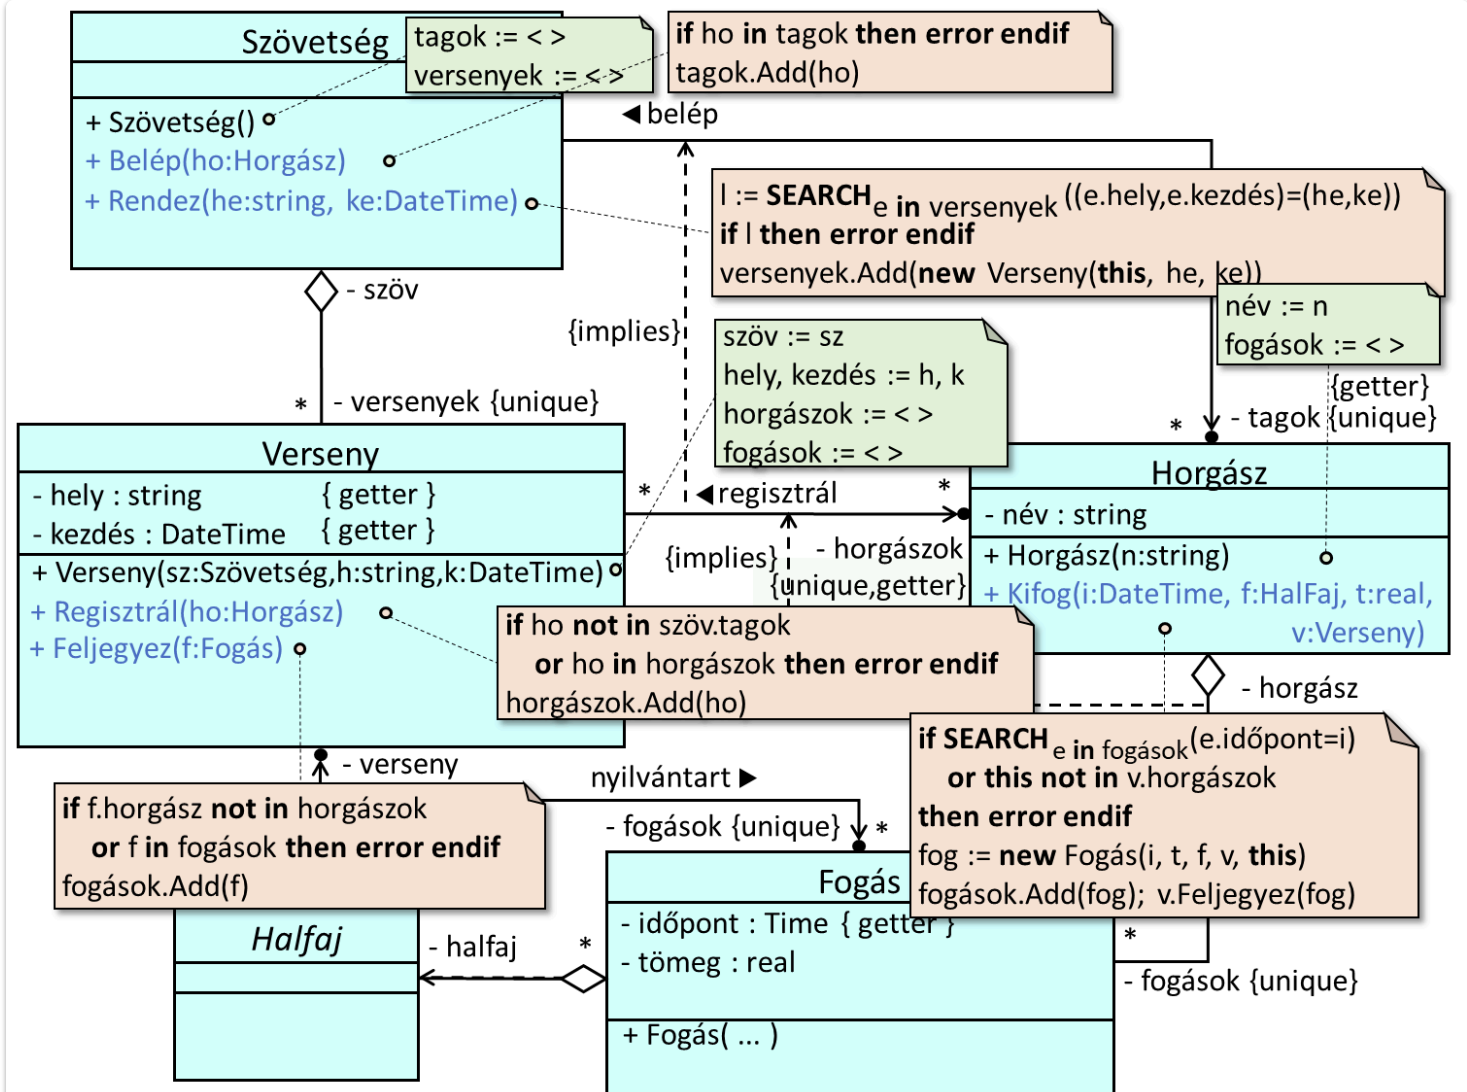 Szövetség
tagok := < >
versenyek := < >
if ho in tagok then error endif
tagok.Add(ho)
+ Szövetség()
+ Belép(ho:Horgász)
+ Rendez(he:string, ke:DateTime)
◀ belép
l := SEARCH e in versenyek ((e.hely,e.kezdés)=(he,ke))
if l then error endif
versenyek.Add(new Verseny(this, he, ke))
- szöv
{implies}
név := n
fogások := < >
szöv := sz
hely, kezdés := h, k
horgászok := < >
fogások := < >
{getter}
* - tagok {unique}
* - versenyek {unique}
Verseny
- hely : string { getter }
- kezdés : DateTime { getter }
+ Verseny(sz:Szövetség,h:string,k:DateTime)
+ Regisztrál(ho:Horgász)
+ Feljegyez(f:Fogás)
* ◀ regisztrál *
{implies}
- horgászok
{unique,getter}
Horgász
- név : string
+ Horgász(n:string)
+ Kifog(i:DateTime, f:HalFaj, t:real,
v:Verseny)
if ho not in szöv.tagok
or ho in horgászok then error endif
horgászok.Add(ho)
- horgász
- verseny
nyilvántart ▶
- fogások {unique} *
if SEARCH e in fogások (e.időpont=i)
or this not in v.horgászok
then error endif
fog := new Fogás(i, t, f, v, this)
fogások.Add(fog); v.Feljegyez(fog)
if f.horgász not in horgászok
or f in fogások then error endif
fogások.Add(f)
Halfaj
- halfaj *
Fogás
- időpont : Time { getter }
- tömeg : real
+ Fogás( ... )
*
- fogások {unique}